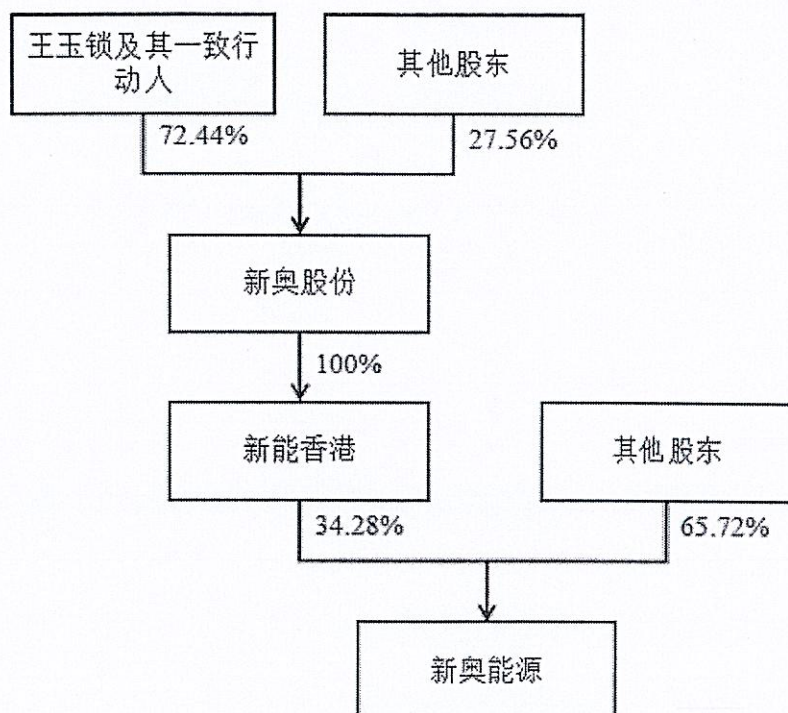 王玉锁及其一致行
动人
其他股东
72.44%
27.56%
新奥股份
100%
新能香港
其他股东
34.28%
65.72%
新奥能源